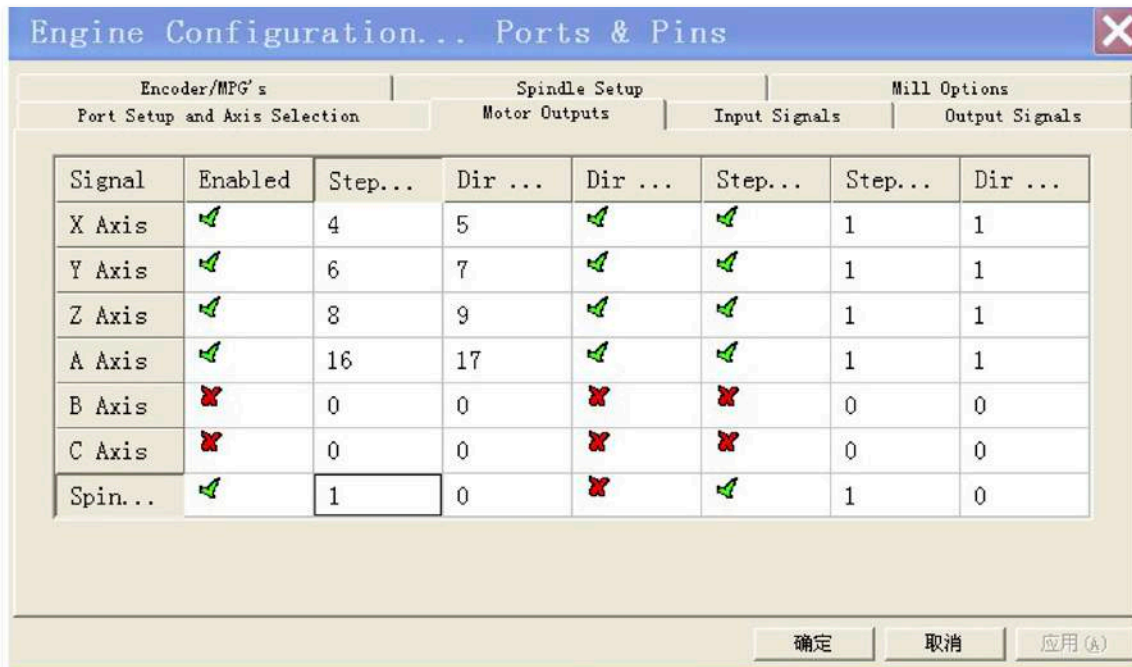 Engine Configuration... Ports & Pins
Encoder/MPG's Spindle Setup Mill Options
Port Setup and Axis Selection Motor Outputs Input Signals Output Signals
Signal Enabled Step... Dir ... Dir ... Step... Step... Dir ...
X Axis 4 5 1 1
Y Axis 6 7 1 1
Z Axis 8 9 1 1
A Axis 16 17 1 1
B Axis 0 0 0 0
C Axis 0 0 0 0
Spin... 1 0 1 0
确定 取消 应用(A)